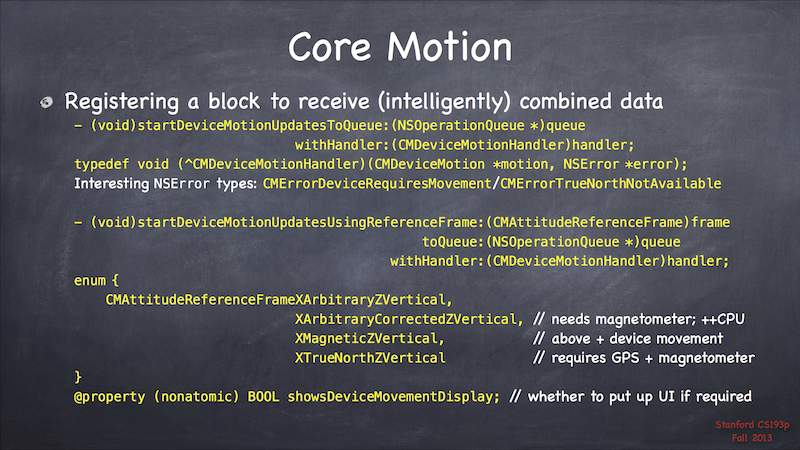 Core Motion
Registering a block to receive (intelligently) combined data
- (void)startDeviceMotionUpdatesToQueue:(NSOperationQueue *)queue
withHandler:(CMDeviceMotionHandler)handler;
typedef void (^CMDeviceMotionHandler)(CMDeviceMotion *motion, NSError *error);
Interesting NSError types: CMErrorDeviceRequiresMovement/CMErrorTrueNorthNotAvailable
- (void)startDeviceMotionUpdatesUsingReferenceFrame:(CMAttitudeReferenceFrame)frame
toQueue:(NSOperationQueue *)queue
withHandler:(CMDeviceMotionHandler)handler;
enum {
CMAttitudeReferenceFrameXArbitraryZVertical,
XArbitraryCorrectedZVertical, // needs magnetometer; ++CPU
XMagneticZVertical, // above + device movement
XTrueNorthZVertical // requires GPS + magnetometer
}
@property (nonatomic) BOOL showsDeviceMovementDisplay; // whether to put up UI if required
Stanford CS193p
Fall 2013